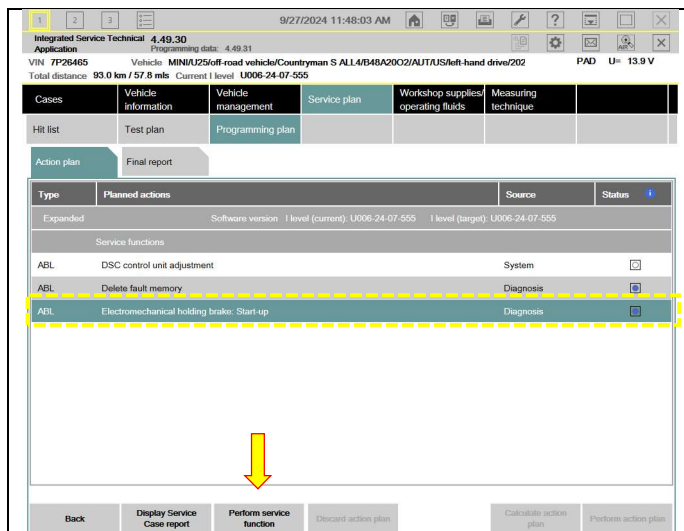 1 2 3 9/27/2024 11:48:03 AM ?
Integrated Service Technical Application 4.49.30
Programming data: 4.49.31
VIN 7P26465 Vehicle MINI/U25/off-road vehicle/Countryman S ALL4/B48A20O2/AUT/US/left-hand drive/202 PAD U= 13.9 V
Total distance 93.0 km / 57.8 mls Current I level U006-24-07-555
Cases Vehicle information Vehicle management Service plan Workshop supplies/ operating fluids Measuring technique
Hit list Test plan Programming plan
Action plan Final report
Type Planned actions Source Status i
Expanded Software version I level (current): U006-24-07-555 I level (target): U006-24-07-555
Service functions
ABL DSC control unit adjustment System
ABL Delete fault memory Diagnosis
ABL Electromechanical holding brake: Start-up Diagnosis
Back Display Service Case report Perform service function Discard action plan Calculate action plan Perform action plan